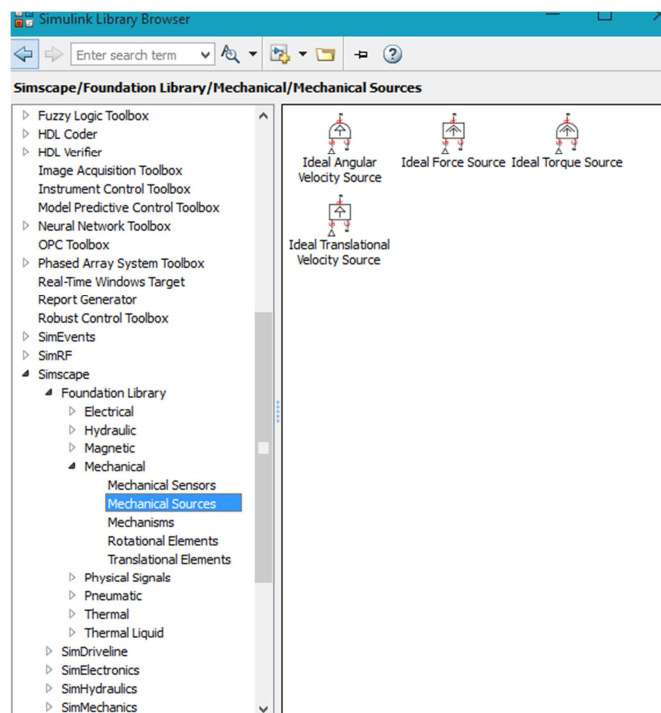 Simulink Library Browser
Enter search term
Simscape/Foundation Library/Mechanical/Mechanical Sources
Fuzzy Logic Toolbox
HDL Coder
HDL Verifier
Image Acquisition Toolbox
Instrument Control Toolbox
Model Predictive Control Toolbox
Neural Network Toolbox
OPC Toolbox
Phased Array System Toolbox
Real-Time Windows Target
Report Generator
Robust Control Toolbox
SimEvents
SimRF
Simscape
Foundation Library
Electrical
Hydraulic
Magnetic
Mechanical
Mechanical Sensors
Mechanical Sources
Mechanisms
Rotational Elements
Translational Elements
Physical Signals
Pneumatic
Thermal
Thermal Liquid
SimDriveline
SimElectronics
SimHydraulics
SimMechanics
Ideal Angular
Velocity Source
Ideal Force Source
Ideal Torque Source
Ideal Translational
Velocity Source